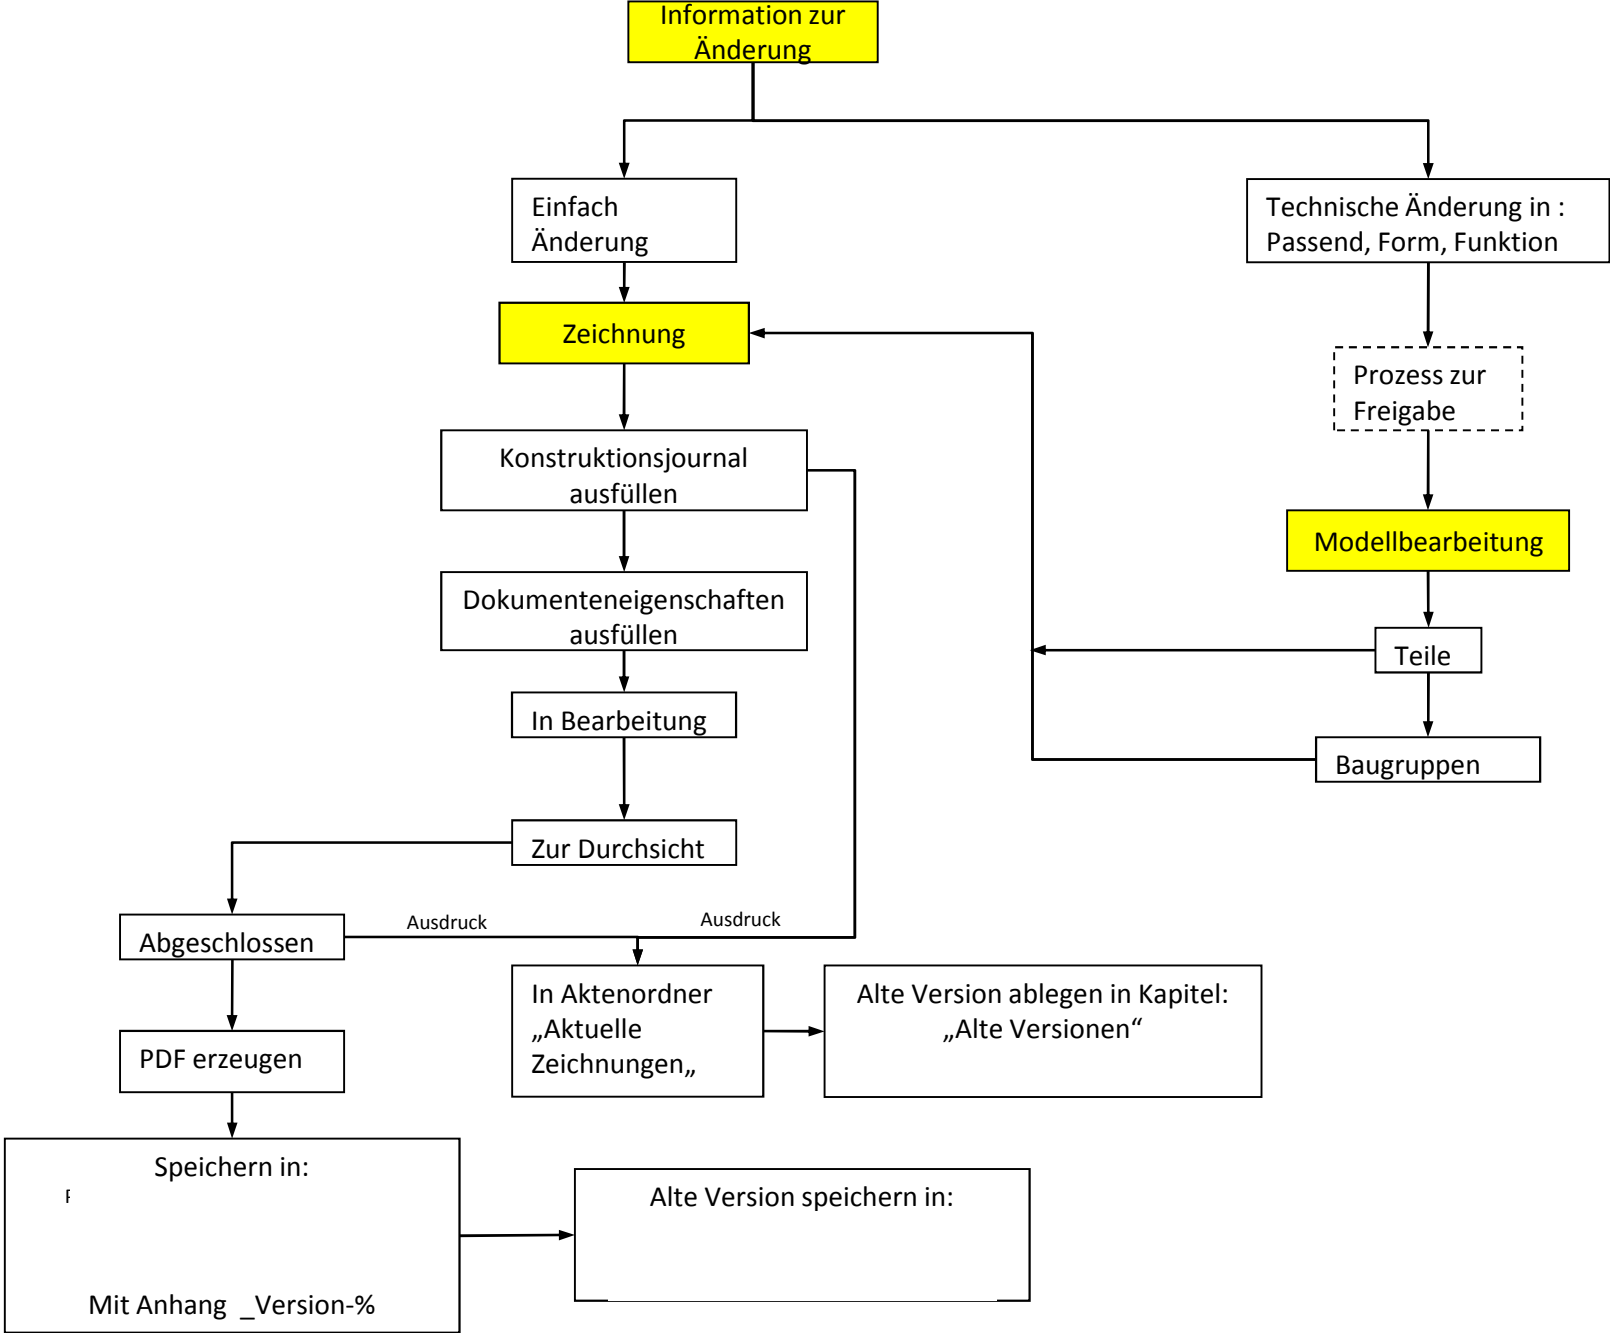 Information zur
Änderung
Einfach
Änderung
Technische Änderung in :
Passend, Form, Funktion
Zeichnung
Prozess zur
Freigabe
Konstruktionsjournal
ausfüllen
Modellbearbeitung
Dokumenteneigenschaften
ausfüllen
Teile
In Bearbeitung
Baugruppen
Zur Durchsicht
Abgeschlossen
Ausdruck
Ausdruck
In Aktenordner
„Aktuelle
Zeichnungen„
Alte Version ablegen in Kapitel:
„Alte Versionen“
PDF erzeugen
Speichern in:
Mit Anhang _Version-%
Alte Version speichern in: